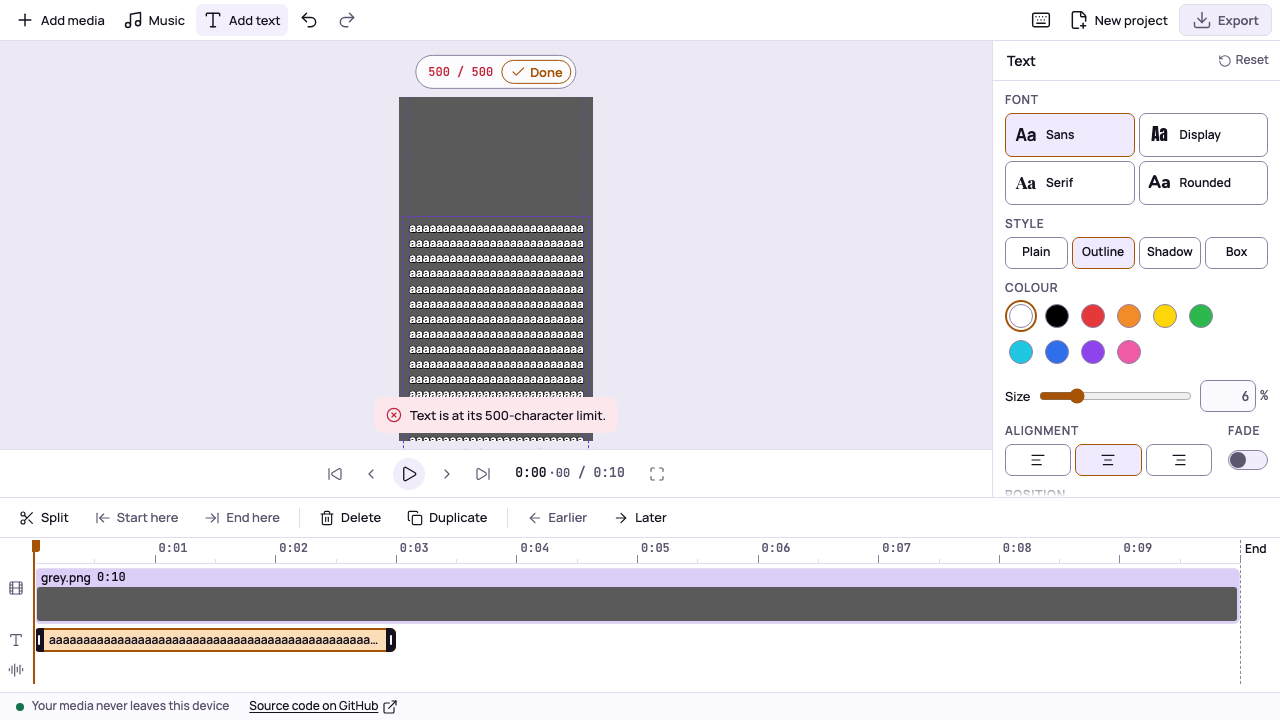 Add media
Music
Add text
New project
Export
500 / 500
Done
Text
Reset
FONT
Aa Sans
Aa Display
Aa Serif
Aa Rounded
STYLE
Plain
Outline
Shadow
Box
COLOUR
Size
6 %
ALIGNMENT
FADE
POSITION
Text is at its 500-character limit.
0:00.00 / 0:10
Split
Start here
End here
Delete
Duplicate
Earlier
Later
0:01
0:02
0:03
0:04
0:05
0:06
0:07
0:08
0:09
End
grey.png 0:10
Your media never leaves this device
Source code on GitHub